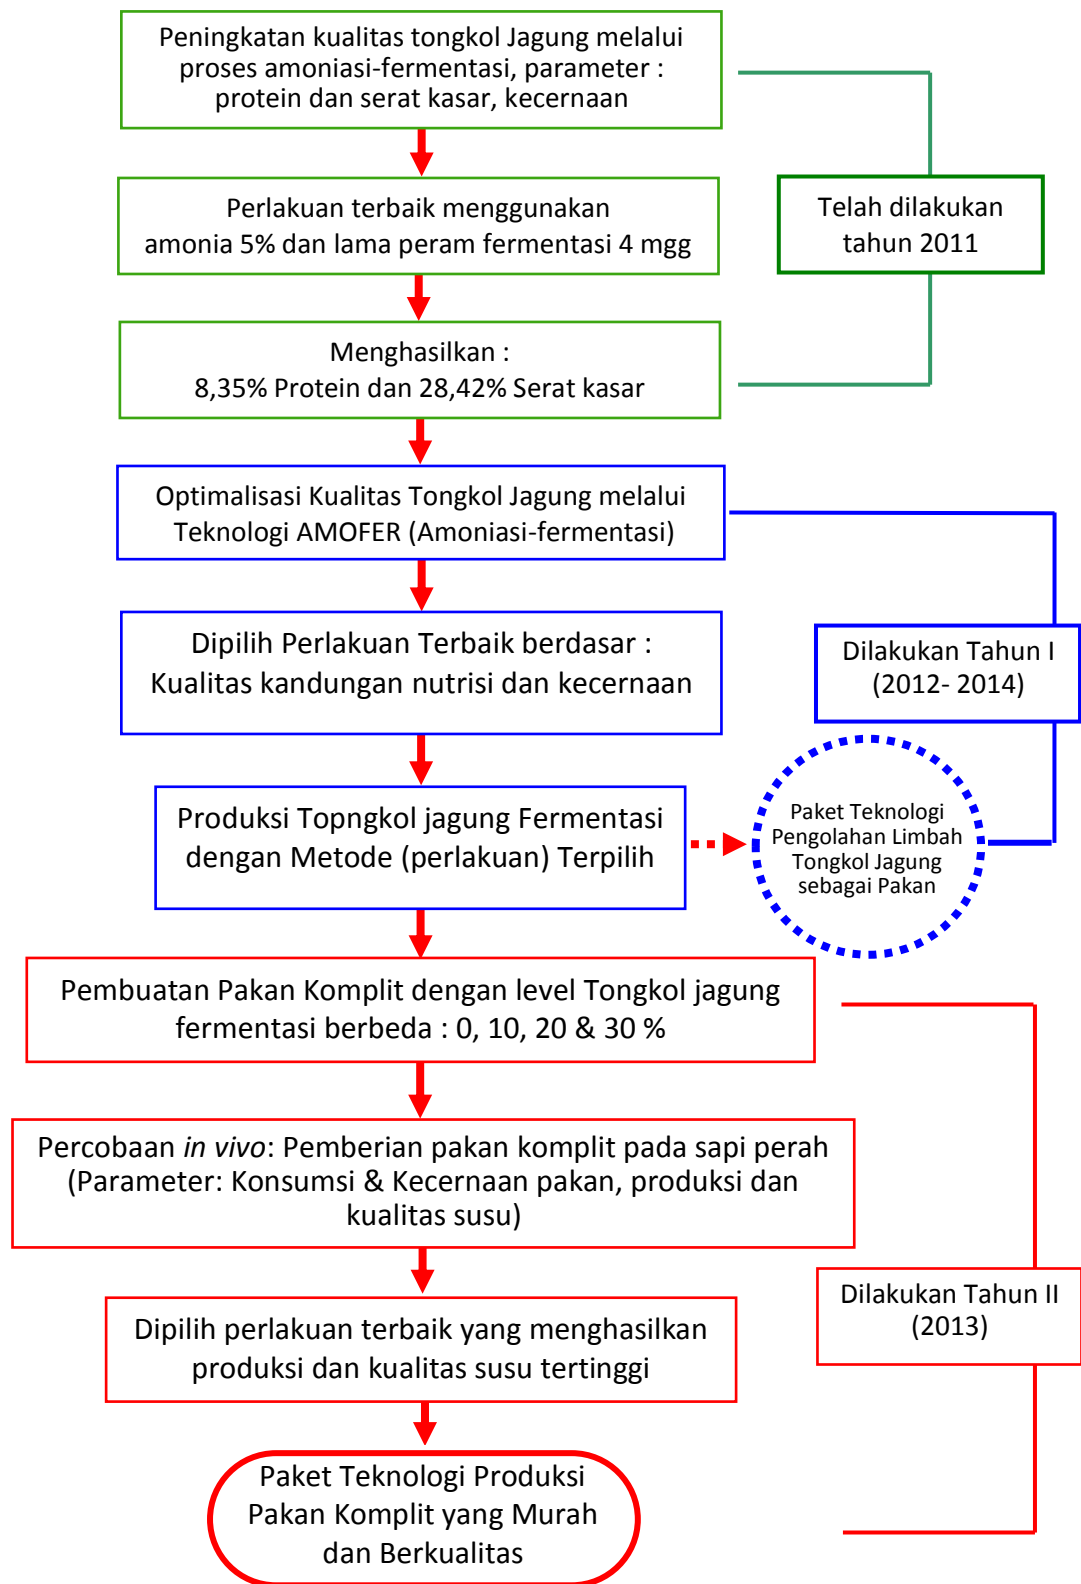 Peningkatan kualitas tongkol Jagung melalui
proses amoniasi-fermentasi, parameter :
protein dan serat kasar, kecernaan
Perlakuan terbaik menggunakan
amonia 5% dan lama peram fermentasi 4 mgg
Telah dilakukan
tahun 2011
Menghasilkan :
8,35% Protein dan 28,42% Serat kasar
Optimalisasi Kualitas Tongkol Jagung melalui
Teknologi AMOFER (Amoniasi-fermentasi)
Dipilih Perlakuan Terbaik berdasar :
Kualitas kandungan nutrisi dan kecernaan
Dilakukan Tahun I
(2012- 2014)
Produksi Topngkol jagung Fermentasi
dengan Metode (perlakuan) Terpilih
Paket Teknologi
Pengolahan Limbah
Tongkol Jagung
sebagai Pakan
Pembuatan Pakan Komplit dengan level Tongkol jagung
fermentasi berbeda : 0, 10, 20 & 30 %
Percobaan in vivo: Pemberian pakan komplit pada sapi perah
(Parameter: Konsumsi & Kecernaan pakan, produksi dan
kualitas susu)
Dilakukan Tahun II
(2013)
Dipilih perlakuan terbaik yang menghasilkan
produksi dan kualitas susu tertinggi
Paket Teknologi Produksi
Pakan Komplit yang Murah
dan Berkualitas